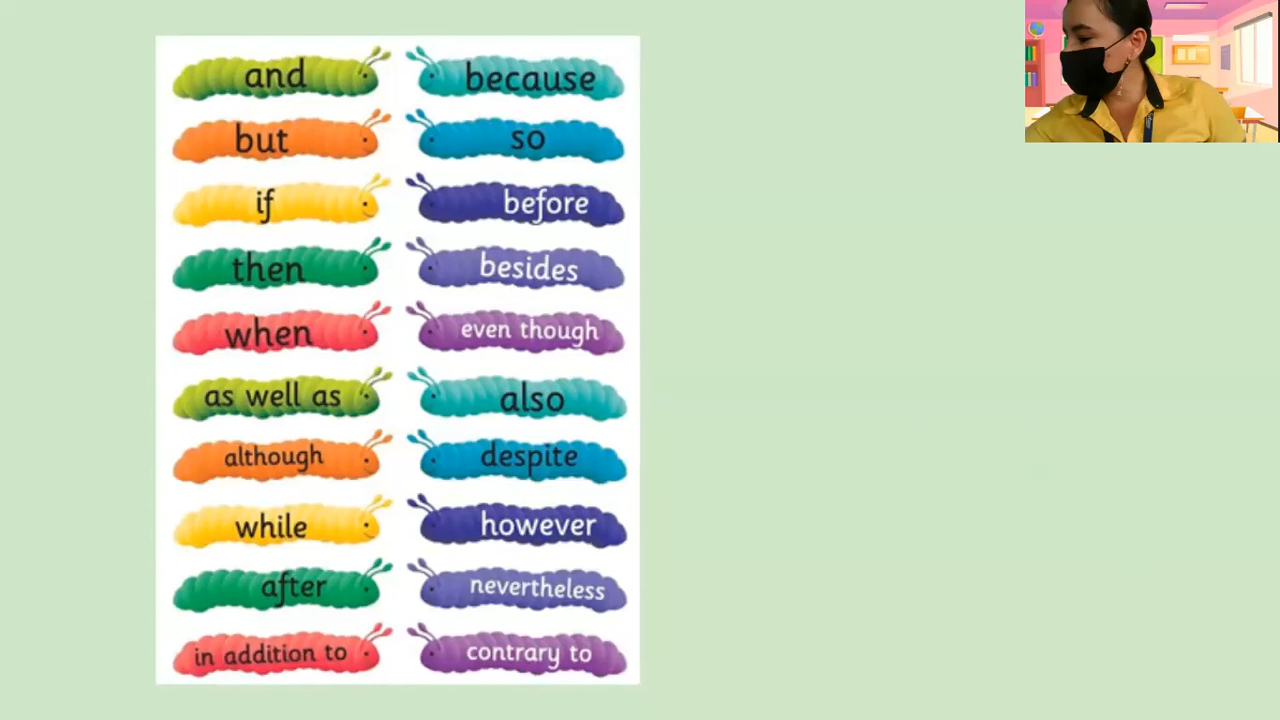 and
because
but
so
if
before
then
besides
when
even though
as well as
also
although
despite
while
however
after
nevertheless
in addition to
contrary to